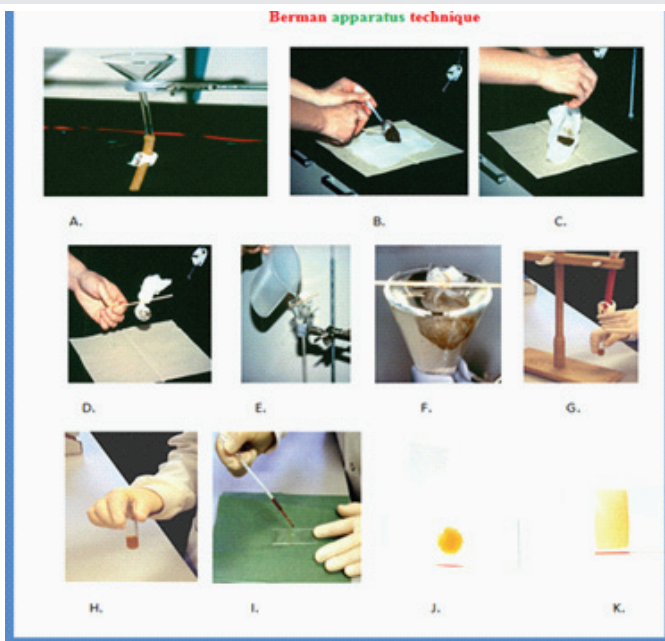 Berman apparatus technique
A.
B.
C.
D.
E.
F.
G.
H.
I.
J.
K.